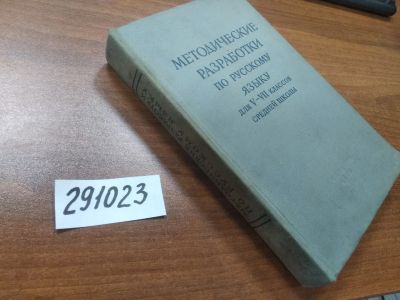 МЕТОДИЧЕСКИЕ
РАЗРАБОТКИ
ПО РУССКОМУ
ЯЗЫКУ
для V–VII классов
СРЕДНЕЙ ШКОЛЫ
291023